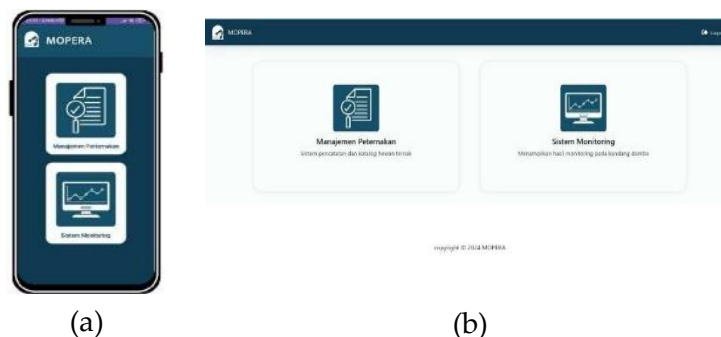 MOPERA
Manajemen Peternakan
Sistem Monitoring
(a)
MOPERA
Manajemen Peternakan
Sistem pencatatan dan katalog hewan ternak
Sistem Monitoring
Menampilkan hasil monitoring pada kandang domba
copyright © 2024 MOPERA
(b)